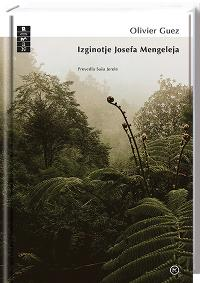 Olivier Guez
Izginotje Josefa Mengeleja
Prevedla Saša Jerele